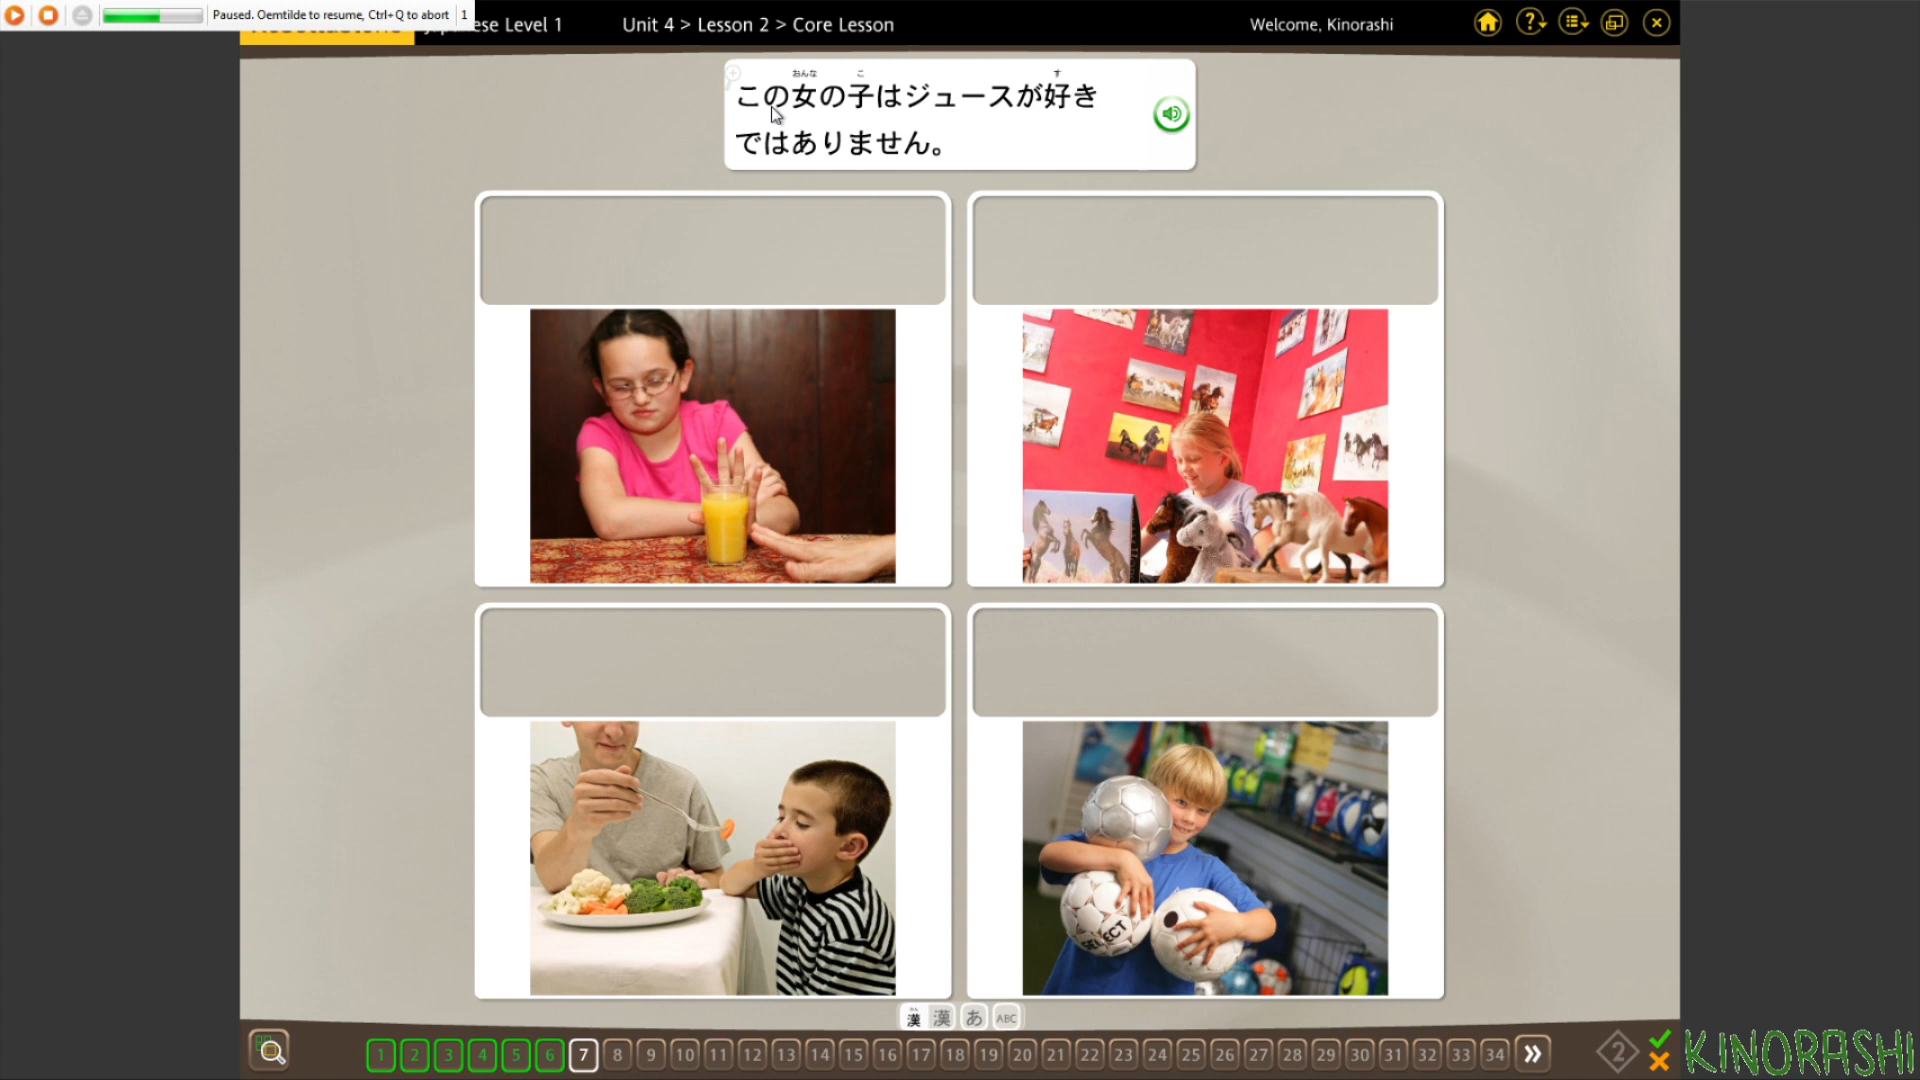 Paused. Oemtilde to resume, Ctrl+Q to abort 1
ese Level 1
Unit 4 > Lesson 2 > Core Lesson
Welcome, Kinorashi
おんな こ す
この女の子はジュースが好き
ではありません。
SELECT
かん
漢 漢 あ ABC
1 2 3 4 5 6 7 8 9 10 11 12 13 14 15 16 17 18 19 20 21 22 23 24 25 26 27 28 29 30 31 32 33 34 »
2
KINORASHI